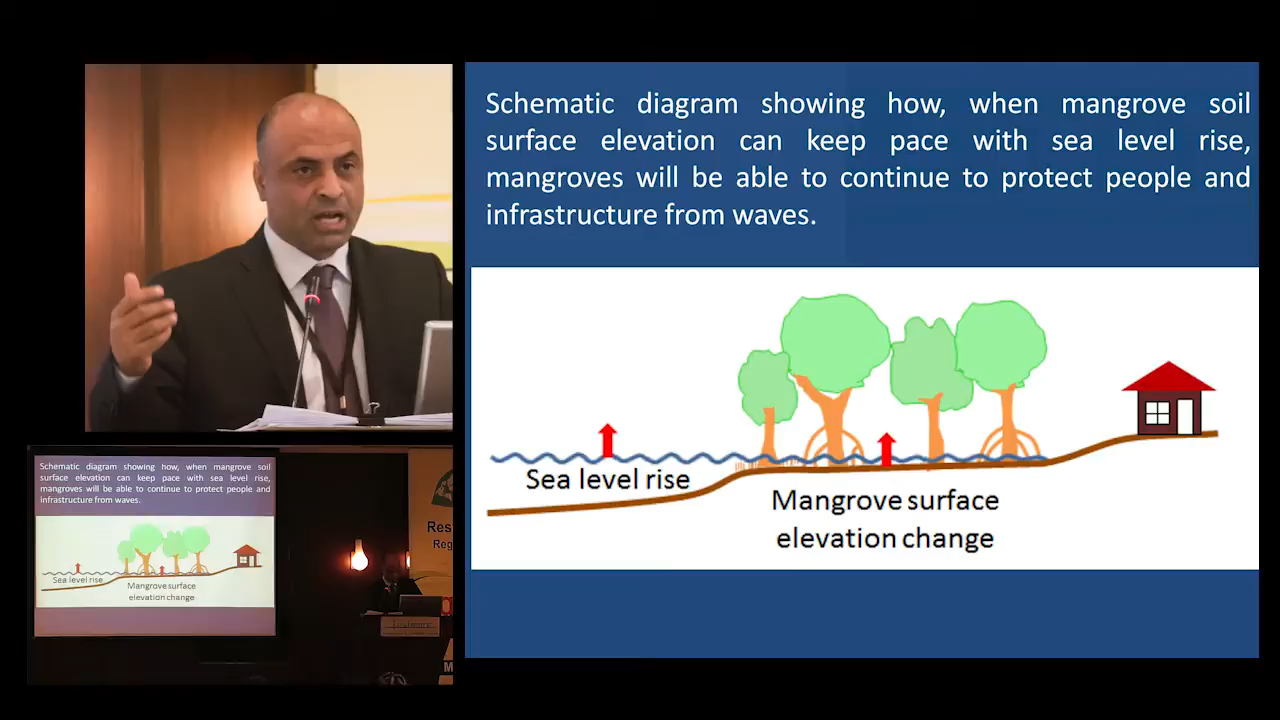 Schematic diagram showing how, when mangrove soil
surface elevation can keep pace with sea level rise,
mangroves will be able to continue to protect people and
infrastructure from waves.
Sea level rise
Mangrove surface
elevation change
Schematic diagram showing how, when mangrove soil
surface elevation can keep pace with sea level rise,
mangroves will be able to continue to protect people and
infrastructure from waves.
Sea level rise
Mangrove surface
elevation change
Res
Reg
M